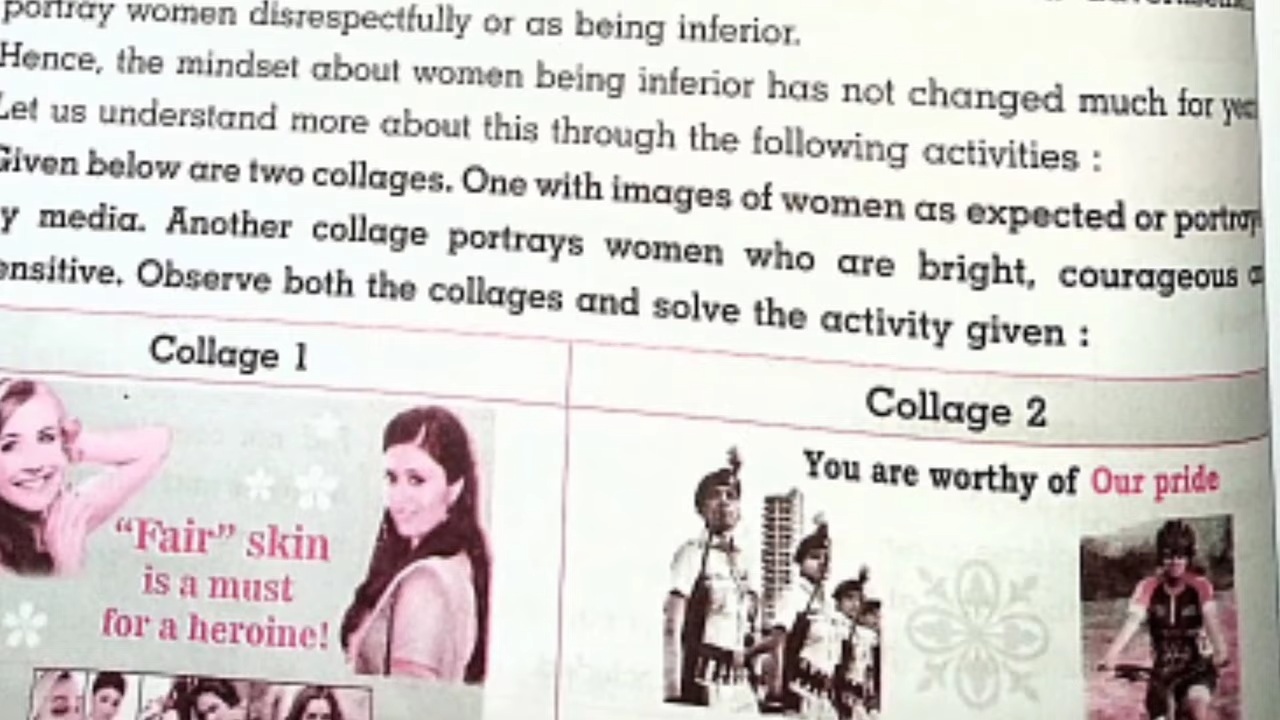 portray women disrespectfully or as being inferior.
Hence, the mindset about women being inferior has not changed much for
Let us understand more about this through the following activities :
Given below are two collages. One with images of women as expected or
media. Another collage portrays women who are bright, courageous
Observe both the collages and solve the activity given :
Collage 1
Collage 2
"Fair" skin
is a must
for a heroine!
You are worthy of Our pride